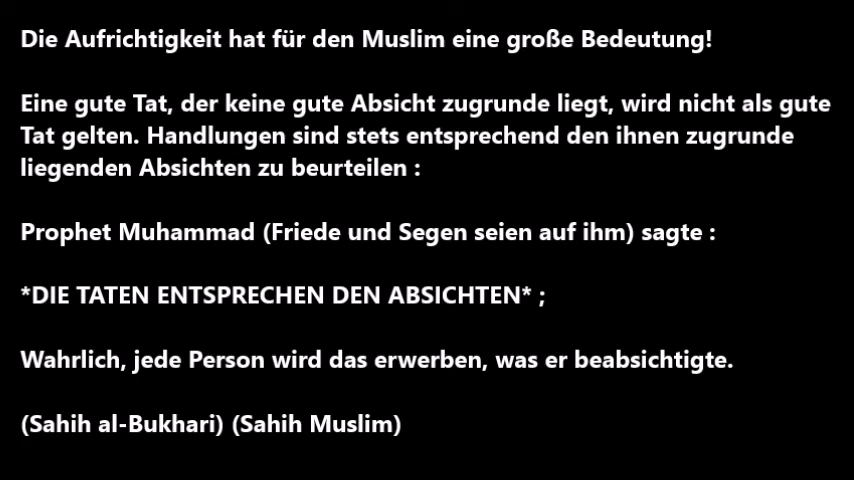 Die Aufrichtigkeit hat für den Muslim eine große Bedeutung!
Eine gute Tat, der keine gute Absicht zugrunde liegt, wird nicht als gute
Tat gelten. Handlungen sind stets entsprechend den ihnen zugrunde
liegenden Absichten zu beurteilen :
Prophet Muhammad (Friede und Segen seien auf ihm) sagte :
*DIE TATEN ENTSPRECHEN DEN ABSICHTEN* ;
Wahrlich, jede Person wird das erwerben, was er beabsichtigte.
(Sahih al-Bukhari) (Sahih Muslim)